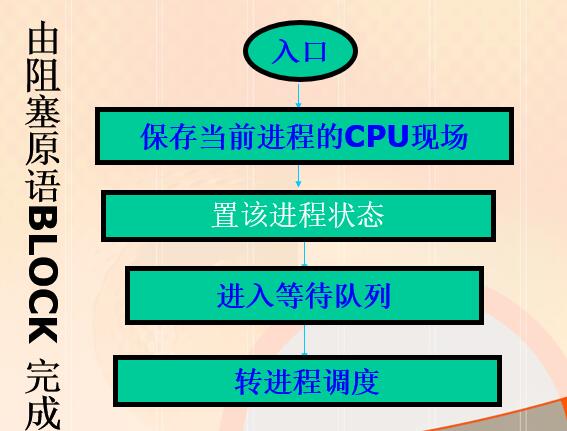 由阻塞原语BLOCK 完成
入口
保存当前进程的CPU现场
置该进程状态
进入等待队列
转进程调度